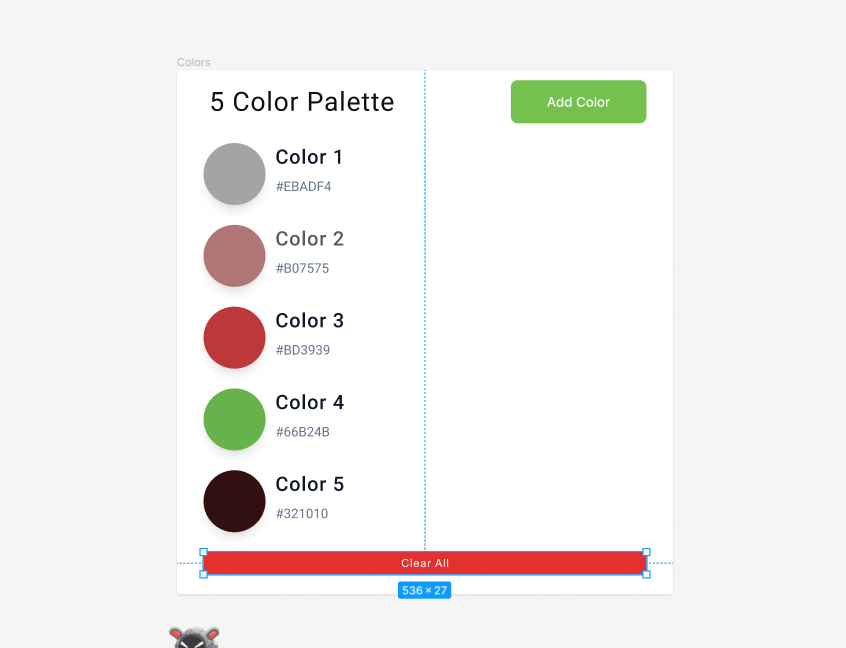 Colors
5 Color Palette
Add Color
Color 1
#EBADF4
Color 2
#B07575
Color 3
#BD3939
Color 4
#66B24B
Color 5
#321010
Clear All
536 × 27